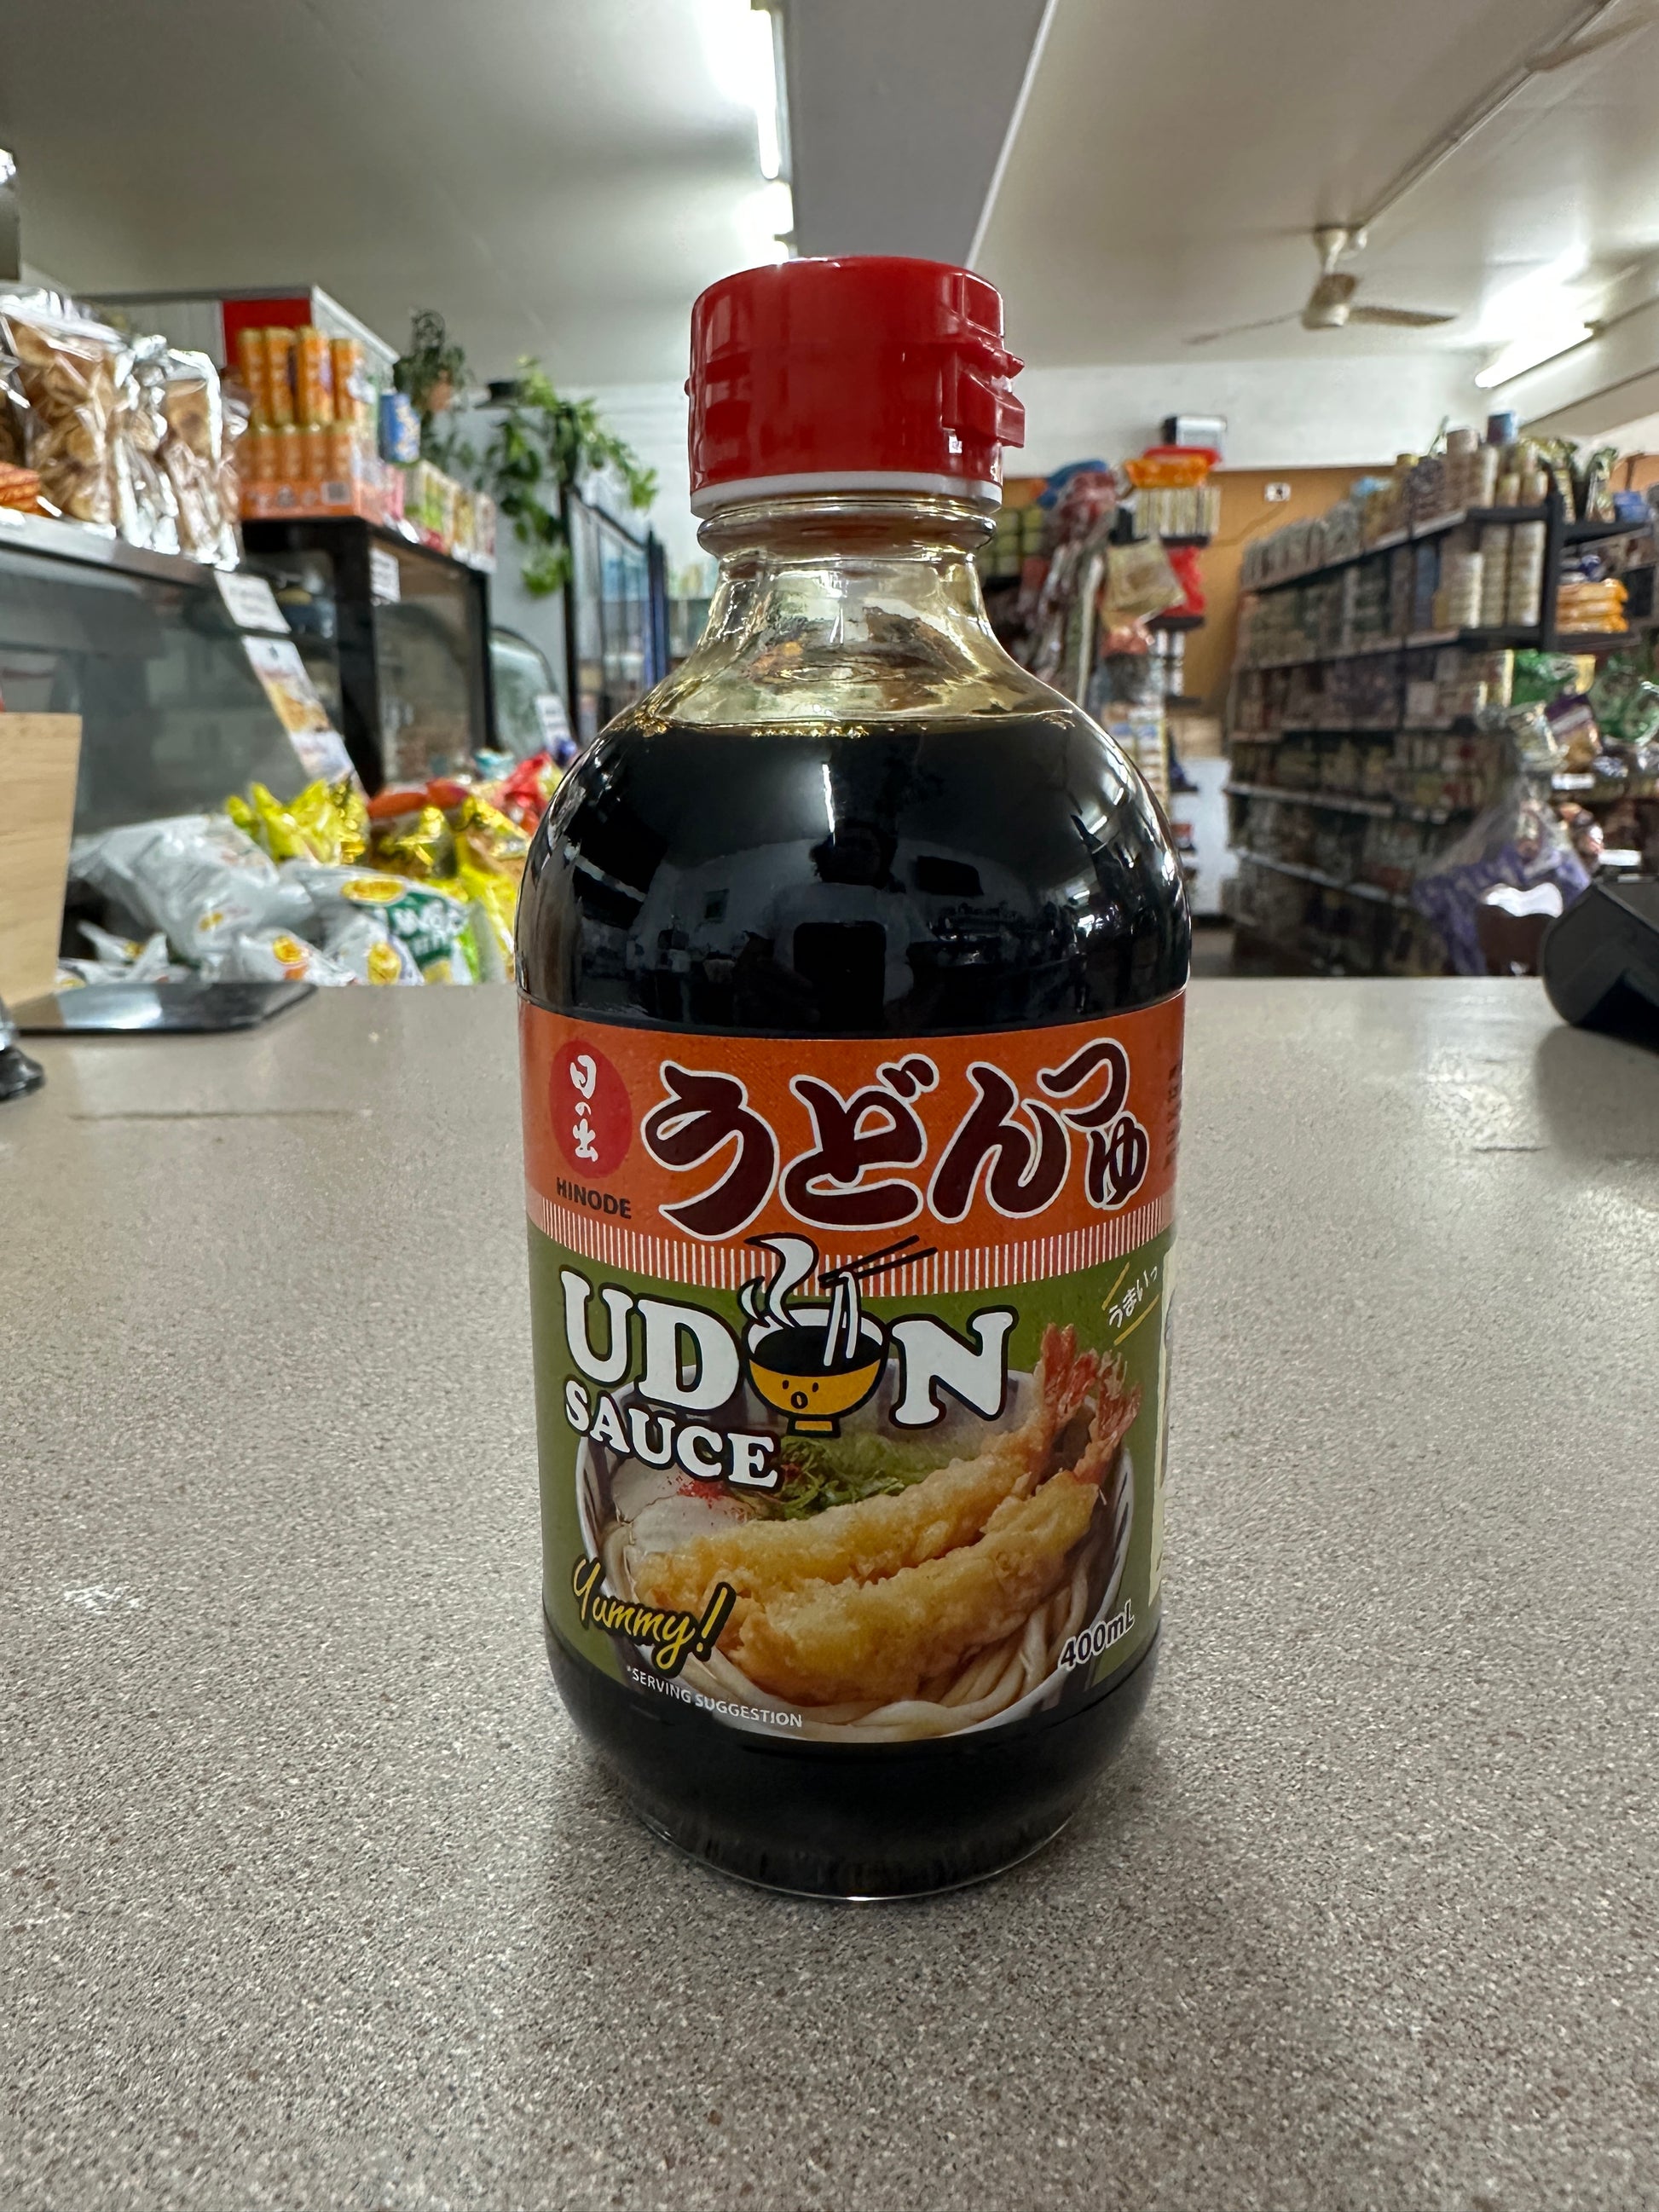 日の出
HINODE
うどんつゆ
UDON
SAUCE
うまいっ
Yummy!
400mL
*SERVING SUGGESTION